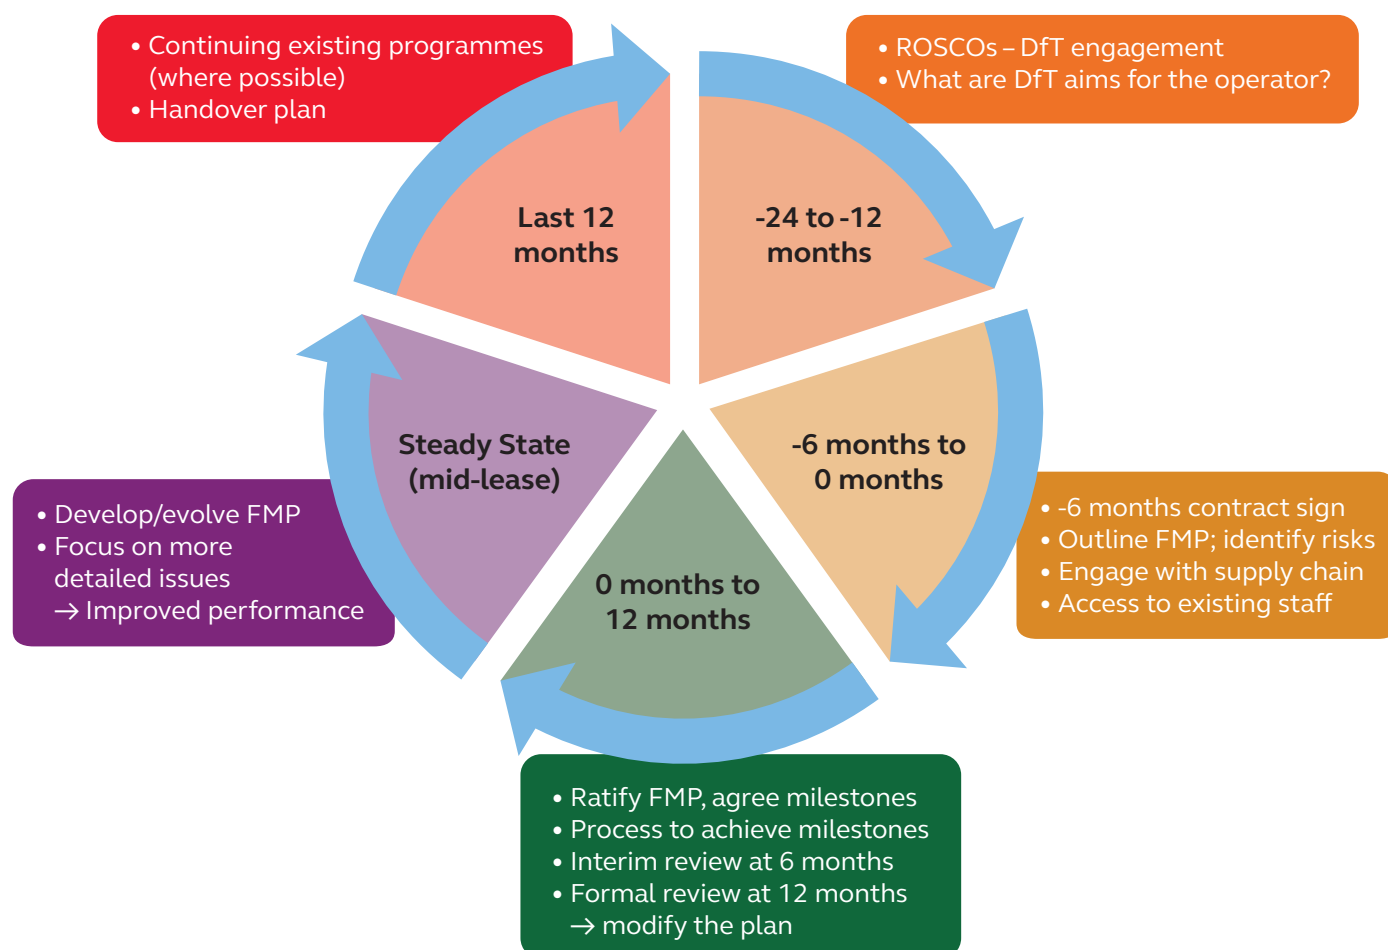 • Continuing existing programmes
(where possible)
• Handover plan
• ROSCOs – DfT engagement
• What are DfT aims for the operator?
Last 12
months
-24 to -12
months
Steady State
(mid-lease)
-6 months to
0 months
0 months to
12 months
• Develop/evolve FMP
• Focus on more
detailed issues
→ Improved performance
• -6 months contract sign
• Outline FMP; identify risks
• Engage with supply chain
• Access to existing staff
• Ratify FMP, agree milestones
• Process to achieve milestones
• Interim review at 6 months
• Formal review at 12 months
→ modify the plan